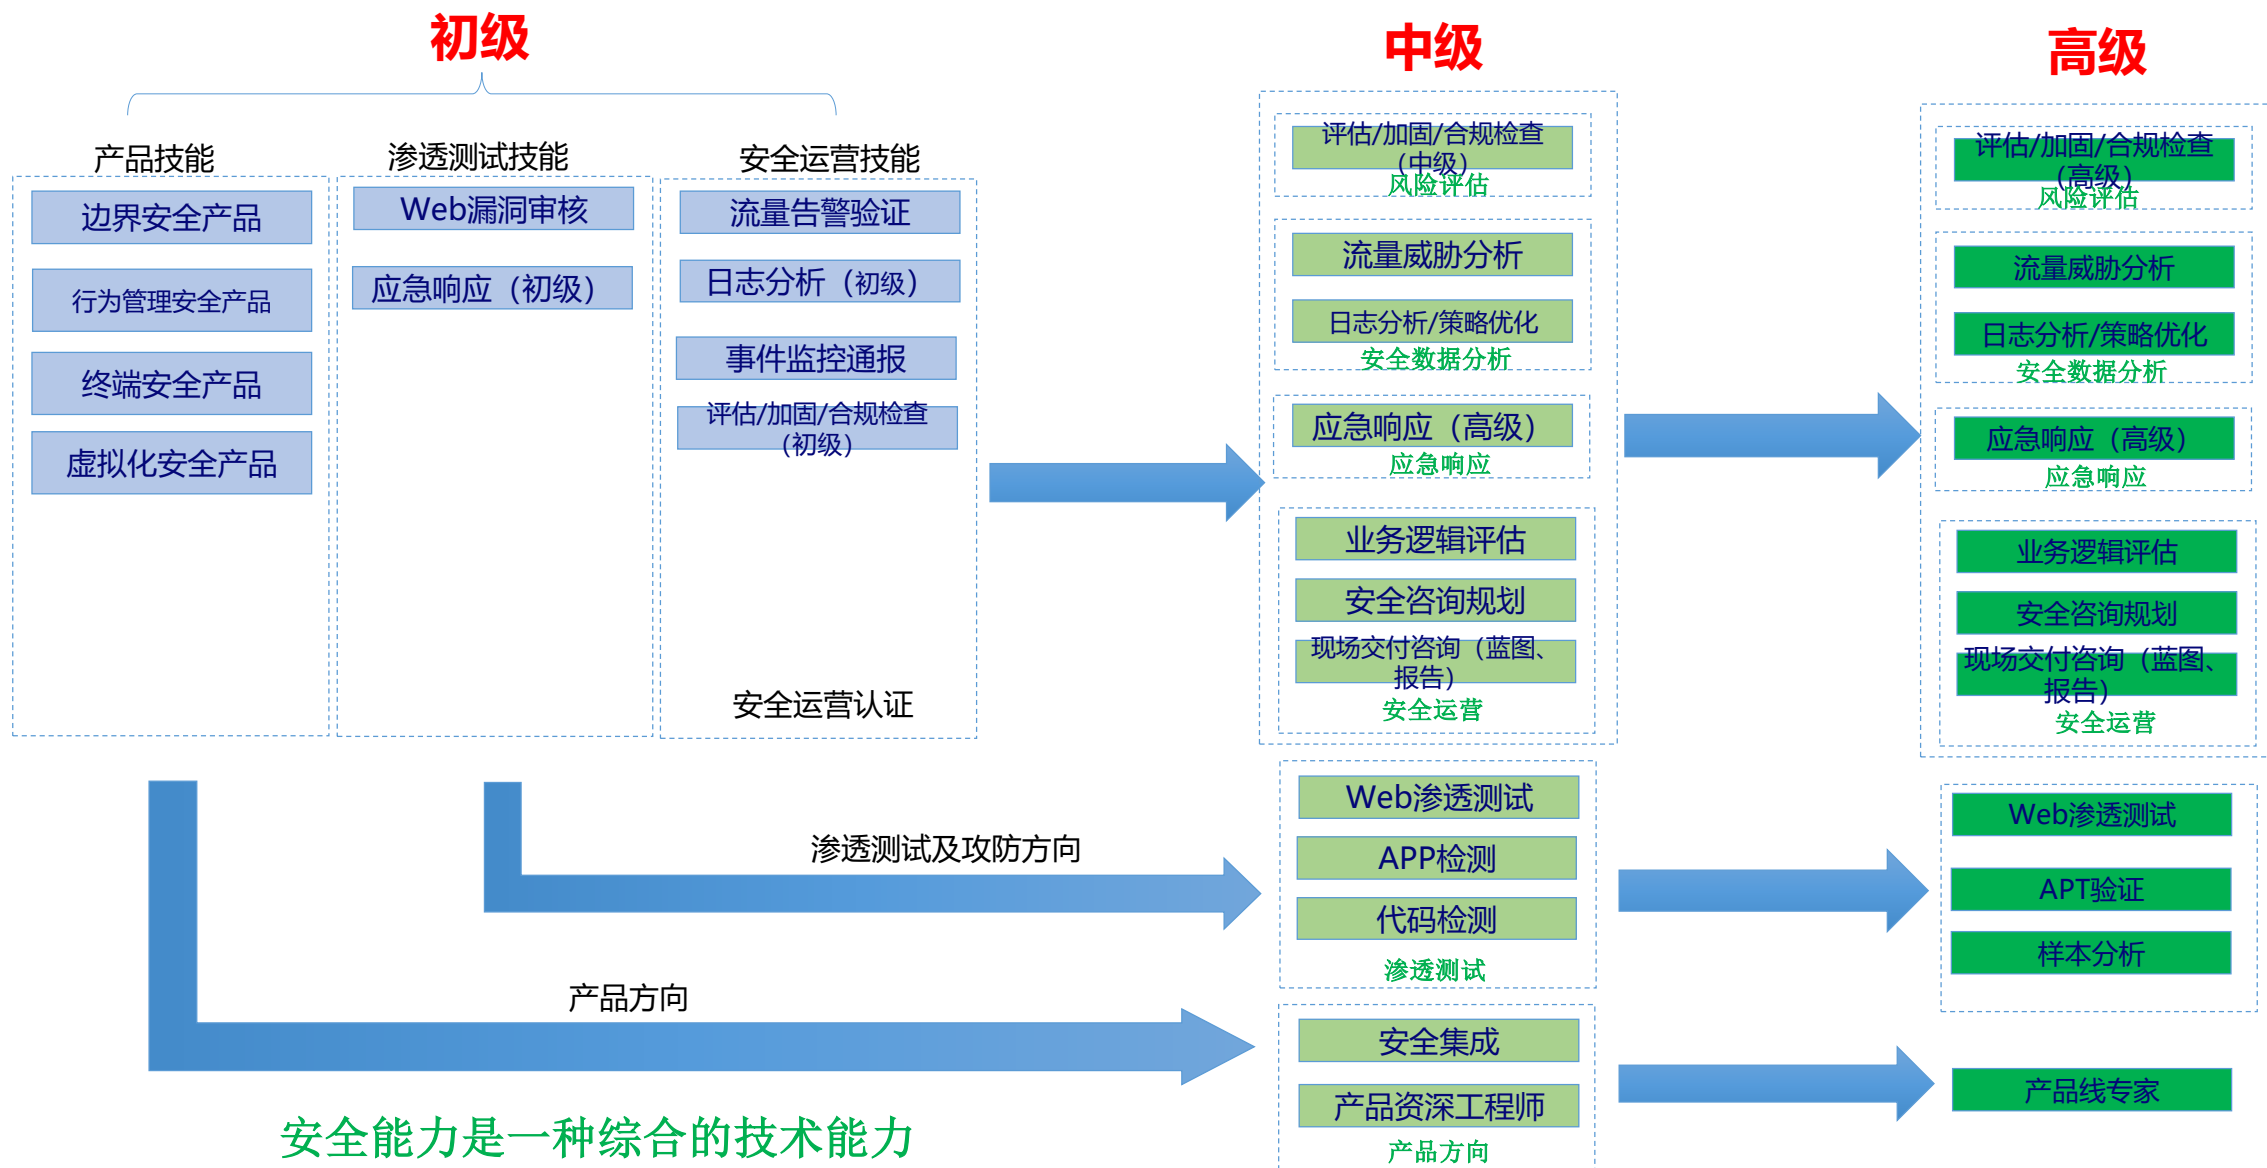 初级
产品技能
边界安全产品
行为管理安全产品
终端安全产品
虚拟化安全产品
渗透测试技能
Web漏洞审核
应急响应（初级）
安全运营技能
流量告警验证
日志分析（初级）
事件监控通报
评估/加固/合规检查
（初级）
安全运营认证
渗透测试及攻防方向
产品方向
安全能力是一种综合的技术能力
中级
评估/加固/合规检查
（中级）
风险评估
流量威胁分析
日志分析/策略优化
安全数据分析
应急响应（高级）
应急响应
业务逻辑评估
安全咨询规划
现场交付咨询（蓝图、
报告）
安全运营
Web渗透测试
APP检测
代码检测
渗透测试
安全集成
产品资深工程师
产品方向
高级
评估/加固/合规检查
（高级）
风险评估
流量威胁分析
日志分析/策略优化
安全数据分析
应急响应（高级）
应急响应
业务逻辑评估
安全咨询规划
现场交付咨询（蓝图、
报告）
安全运营
Web渗透测试
APT验证
样本分析
产品线专家